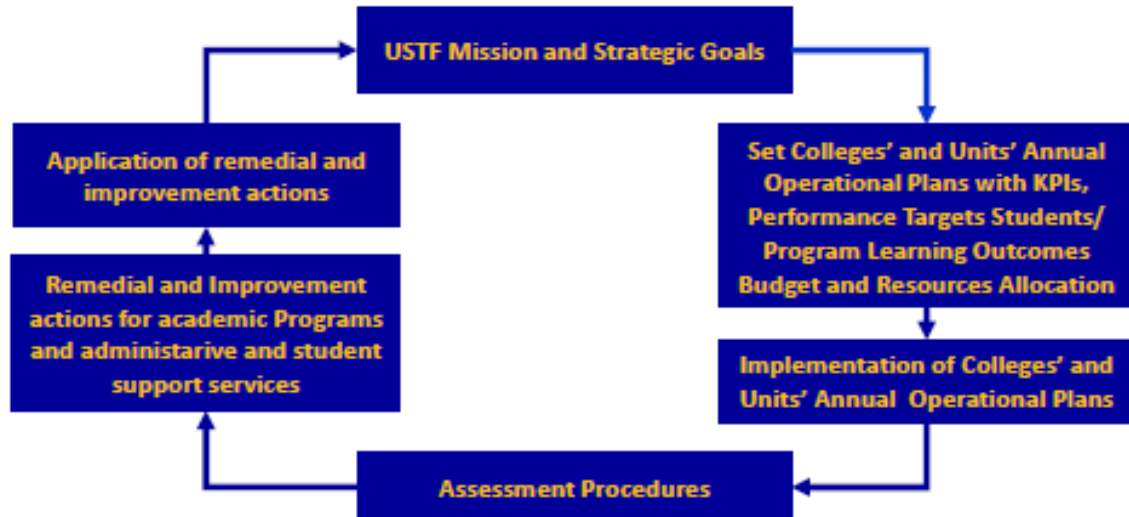 USTF Mission and Strategic Goals
Set Colleges’ and Units’ Annual
Operational Plans with KPIs,
Performance Targets Students/
Program Learning Outcomes
Budget and Resources Allocation
Implementation of Colleges’ and
Units’ Annual Operational Plans
Assessment Procedures
Remedial and Improvement
actions for academic Programs
and administarive and student
support services
Application of remedial and
improvement actions